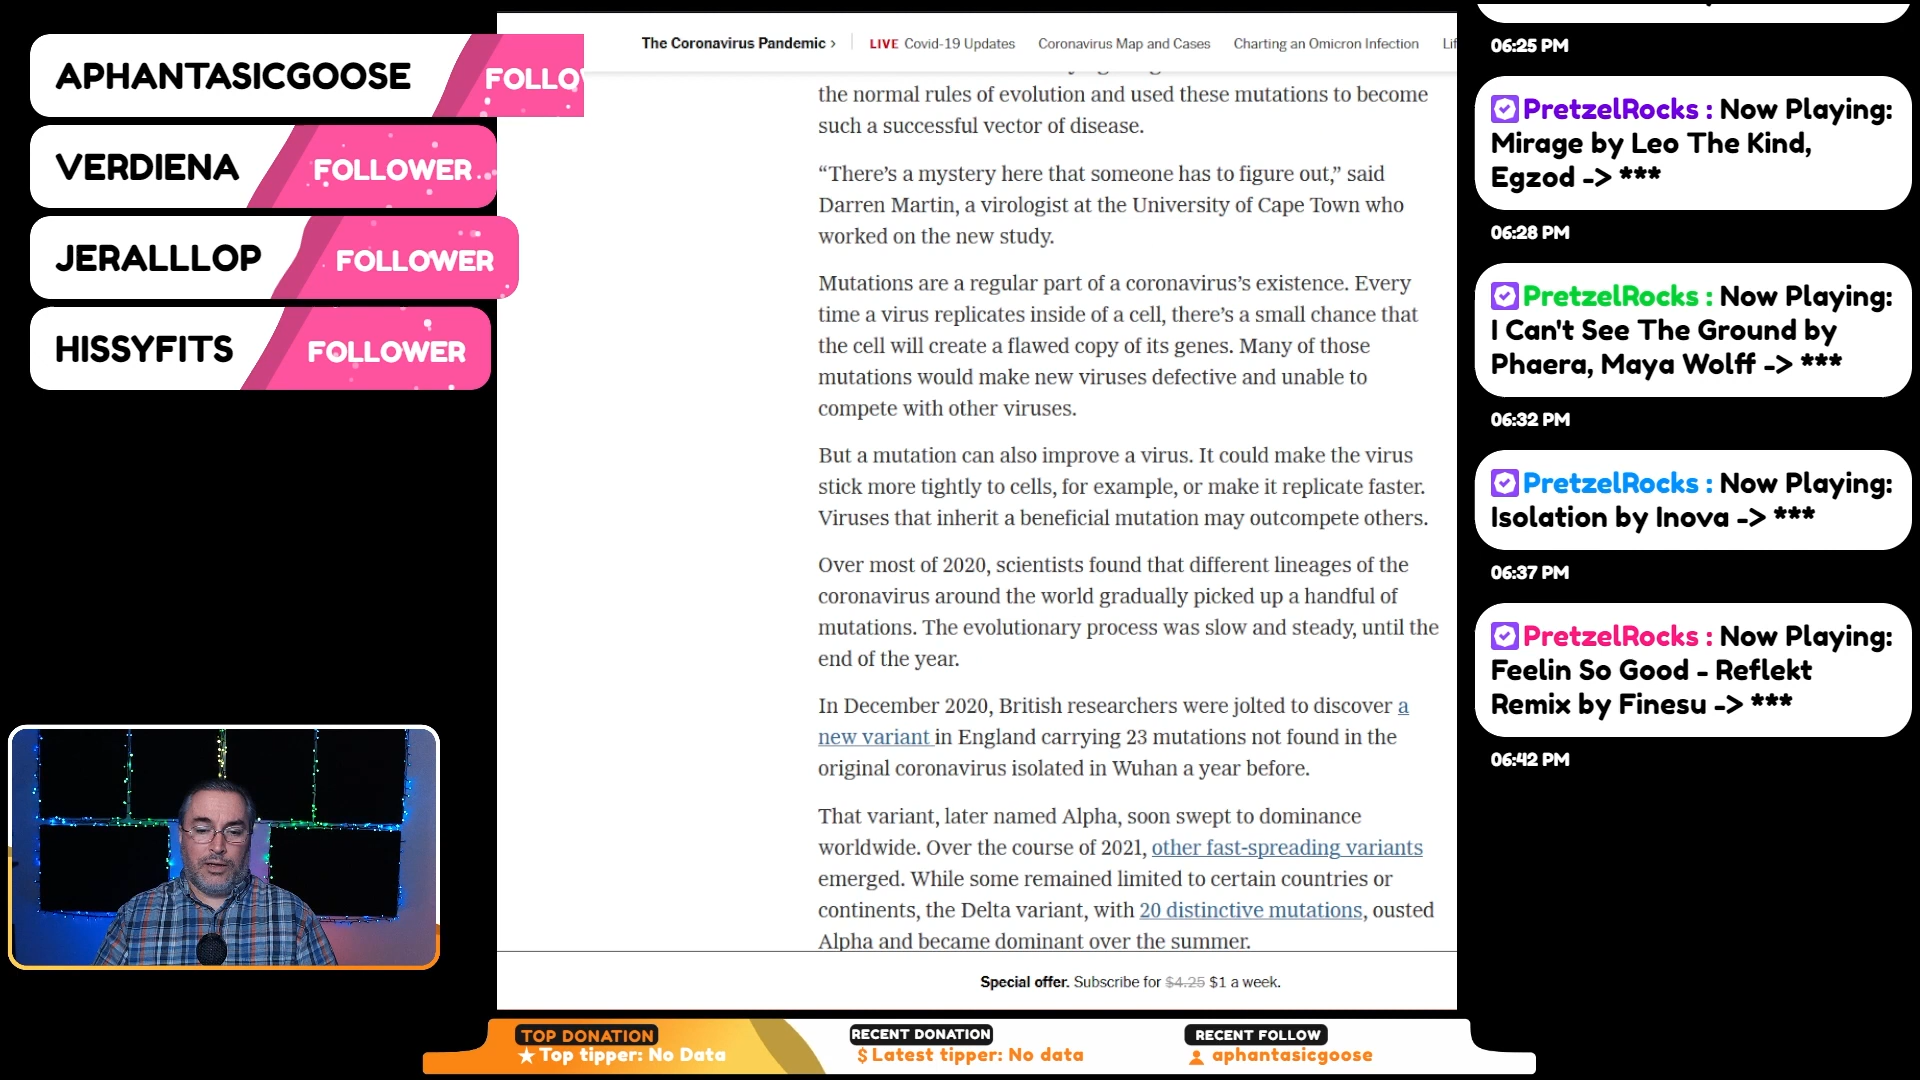 APHANTASICGOOSE
FOLLO
VERDIENA
FOLLOWER
JERALLLOP
FOLLOWER
HISSYFITS
FOLLOWER
The Coronavirus Pandemic ›
LIVE Covid-19 Updates
Coronavirus Map and Cases
Charting an Omicron Infection
the normal rules of evolution and used these mutations to become
such a successful vector of disease.
“There’s a mystery here that someone has to figure out,” said
Darren Martin, a virologist at the University of Cape Town who
worked on the new study.
Mutations are a regular part of a coronavirus’s existence. Every
time a virus replicates inside of a cell, there’s a small chance that
the cell will create a flawed copy of its genes. Many of those
mutations would make new viruses defective and unable to
compete with other viruses.
But a mutation can also improve a virus. It could make the virus
stick more tightly to cells, for example, or make it replicate faster.
Viruses that inherit a beneficial mutation may outcompete others.
Over most of 2020, scientists found that different lineages of the
coronavirus around the world gradually picked up a handful of
mutations. The evolutionary process was slow and steady, until the
end of the year.
In December 2020, British researchers were jolted to discover a
new variant in England carrying 23 mutations not found in the
original coronavirus isolated in Wuhan a year before.
That variant, later named Alpha, soon swept to dominance
worldwide. Over the course of 2021, other fast-spreading variants
emerged. While some remained limited to certain countries or
continents, the Delta variant, with 20 distinctive mutations, ousted
Alpha and became dominant over the summer.
Special offer. Subscribe for $4.25 $1 a week.
06:25 PM
PretzelRocks : Now Playing:
Mirage by Leo The Kind,
Egzod -> ***
06:28 PM
PretzelRocks : Now Playing:
I Can't See The Ground by
Phaera, Maya Wolff -> ***
06:32 PM
PretzelRocks : Now Playing:
Isolation by Inova -> ***
06:37 PM
PretzelRocks : Now Playing:
Feelin So Good - Reflekt
Remix by Finesu -> ***
06:42 PM
TOP DONATION
Top tipper: No Data
RECENT DONATION
$ Latest tipper: No data
RECENT FOLLOW
aphantasicgoose